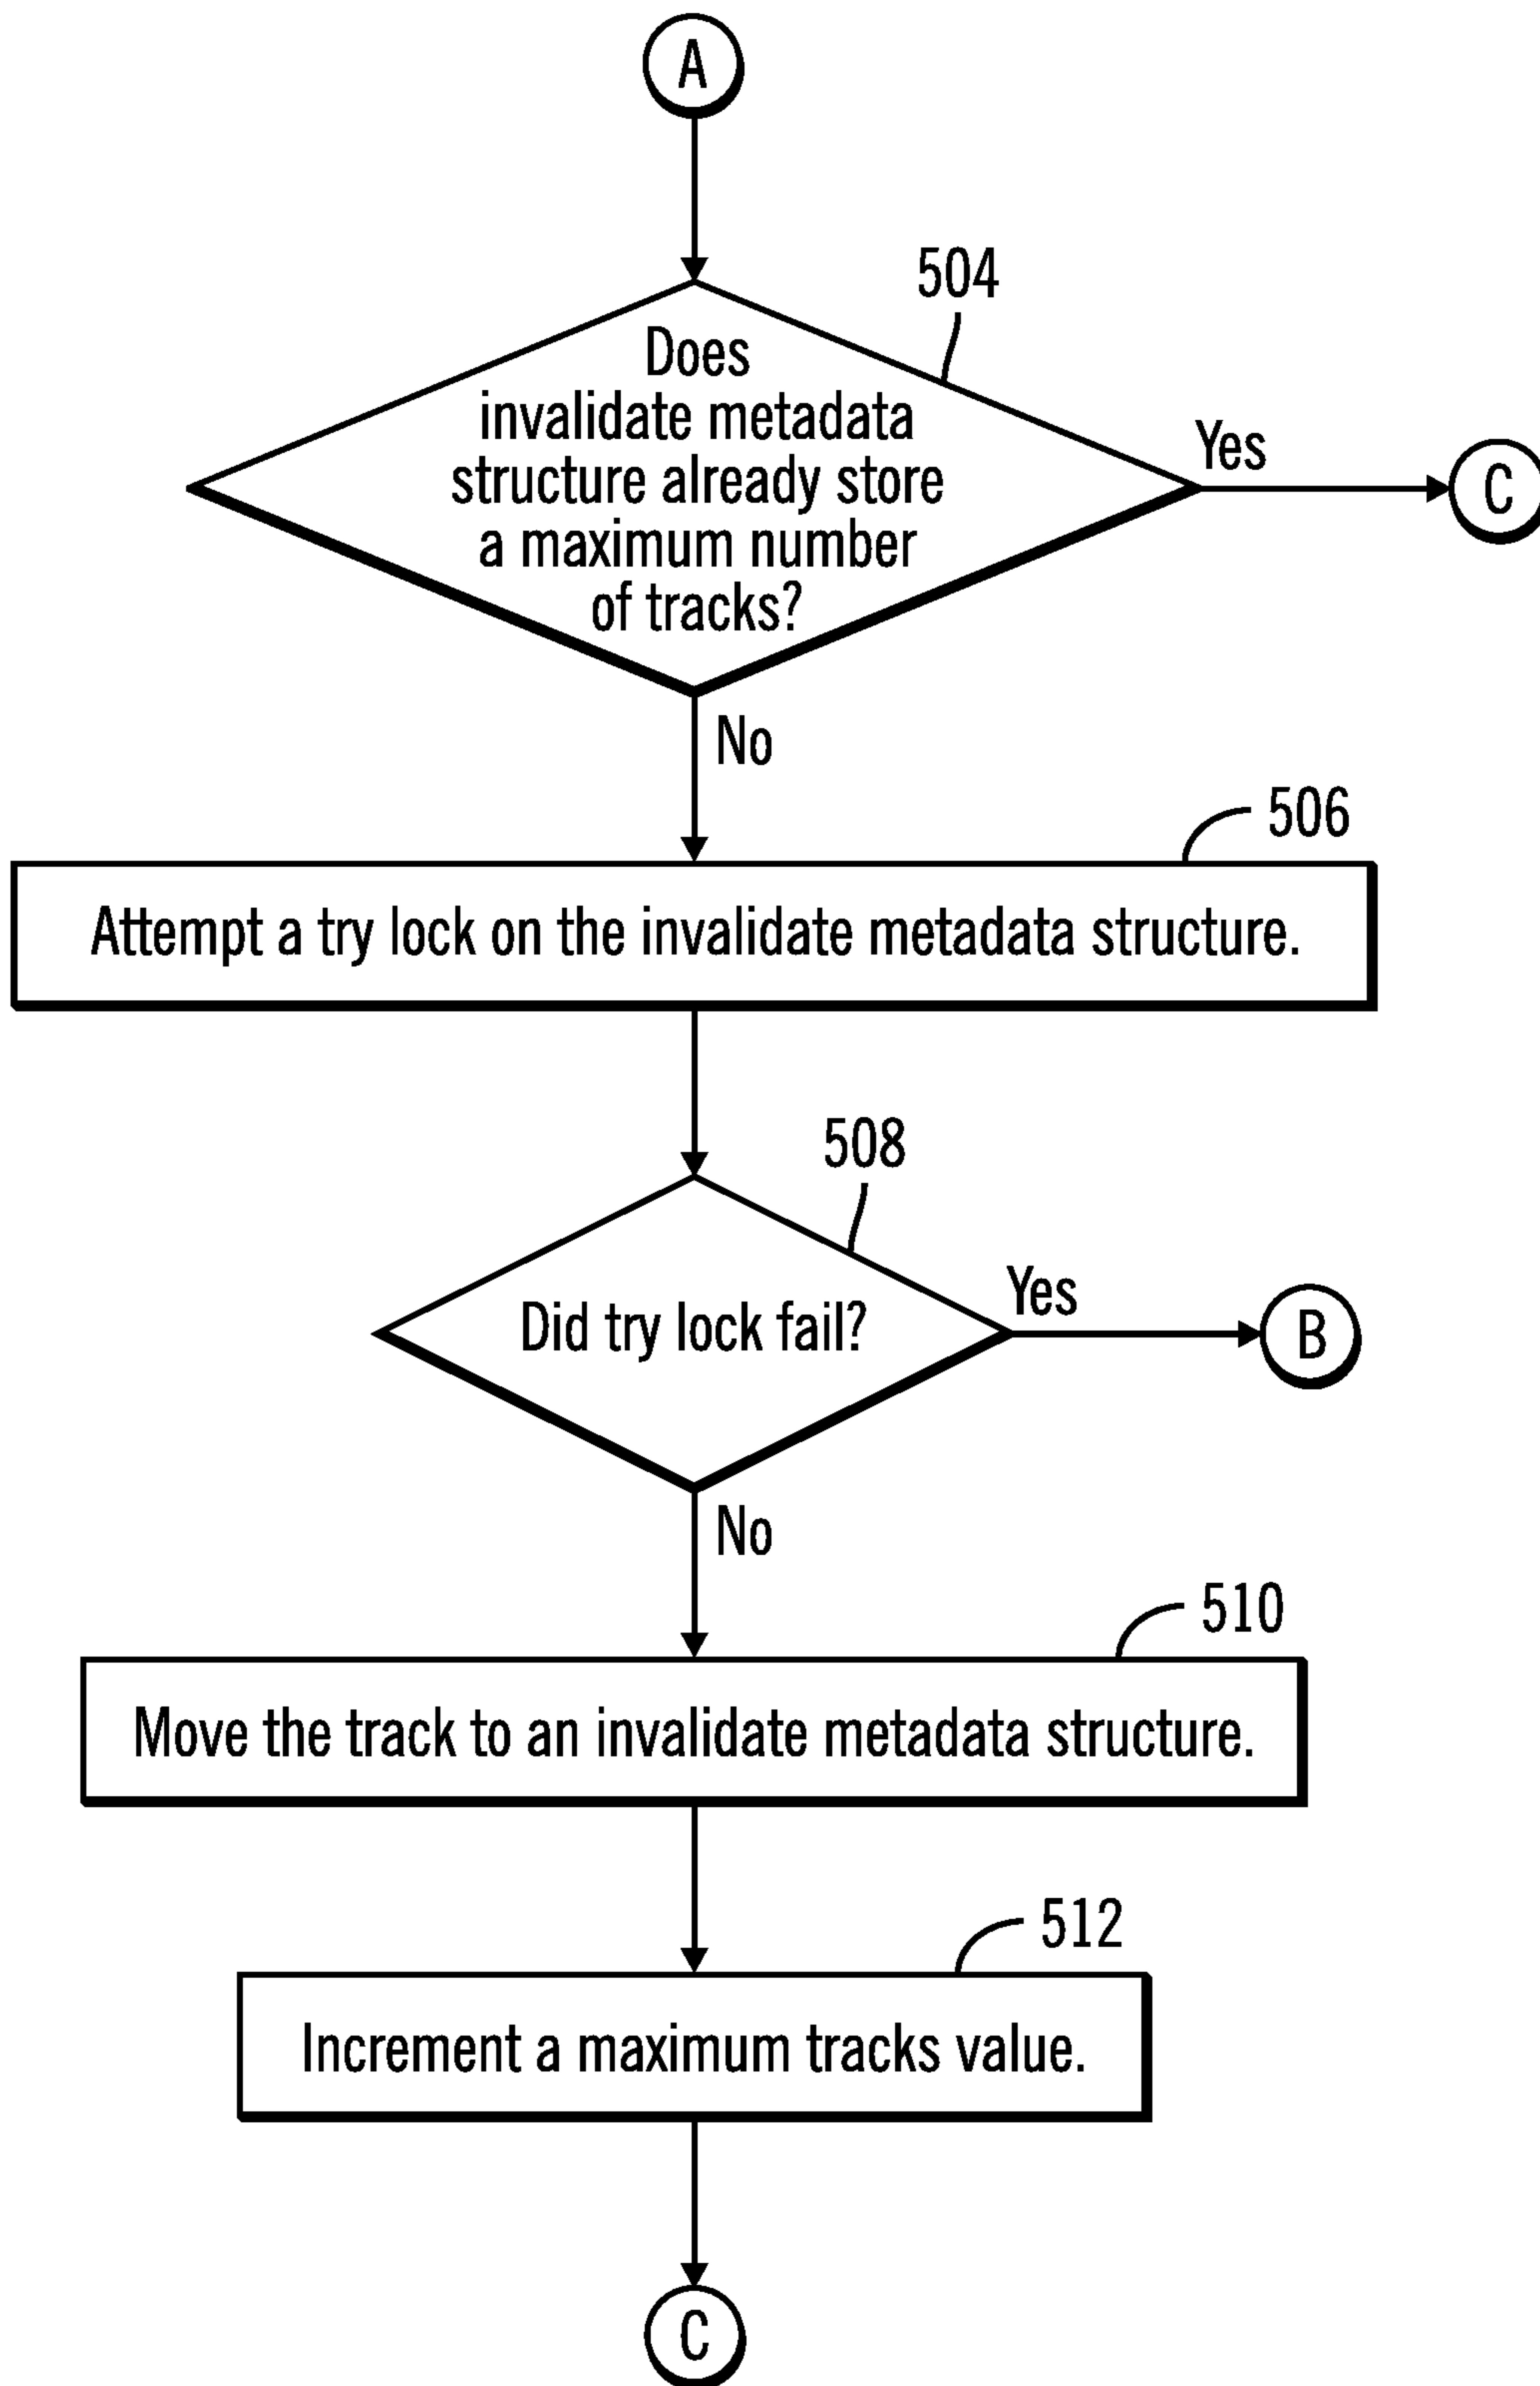 A
504
Does
invalidate metadata
structure already store
a maximum number
of tracks?
Yes
C
No
506
Attempt a try lock on the invalidate metadata structure.
508
Did try lock fail?
Yes
B
No
510
Move the track to an invalidate metadata structure.
512
Increment a maximum tracks value.
C